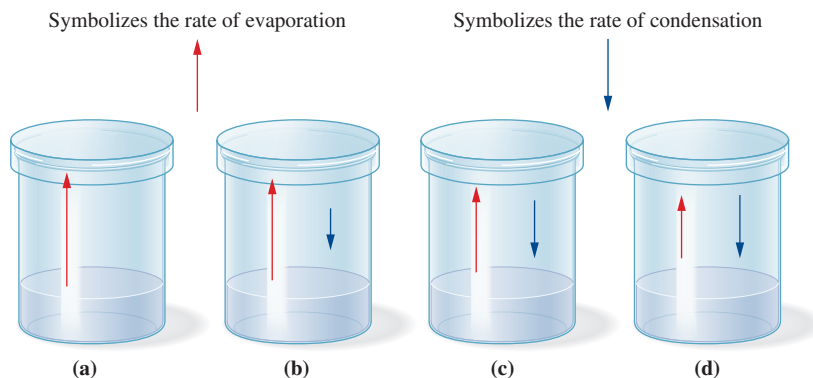 Symbolizes the rate of evaporation
Symbolizes the rate of condensation
(a)
(b)
(c)
(d)